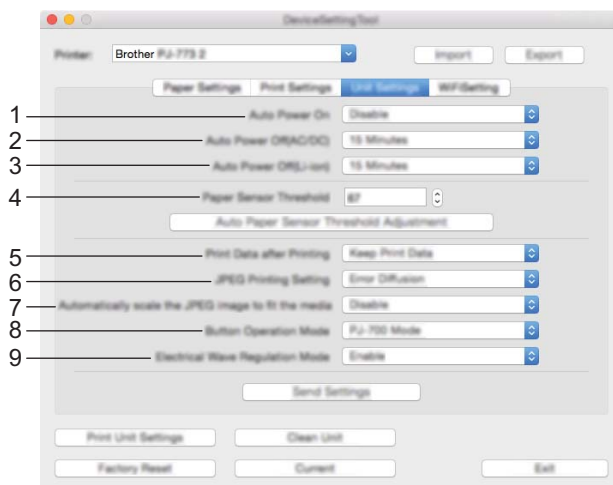 DeviceSettingTool
Printer: Brother PJ-773 2 Import Export
Paper Settings Print Settings Unit Settings WiFiSetting
1 Auto Power On Disable
2 Auto Power Off(AC/DC) 15 Minutes
3 Auto Power Off(Li-ion) 15 Minutes
4 Paper Sensor Threshold 87
Auto Paper Sensor Threshold Adjustment
5 Print Data after Printing Keep Print Data
6 JPEG Printing Setting Error Diffusion
7 Automatically scale the JPEG image to fit the media Disable
8 Button Operation Mode PJ-700 Mode
9 Electrical Wave Regulation Mode Enable
Send Settings
Print Unit Settings Clean Unit
Factory Reset Current Exit